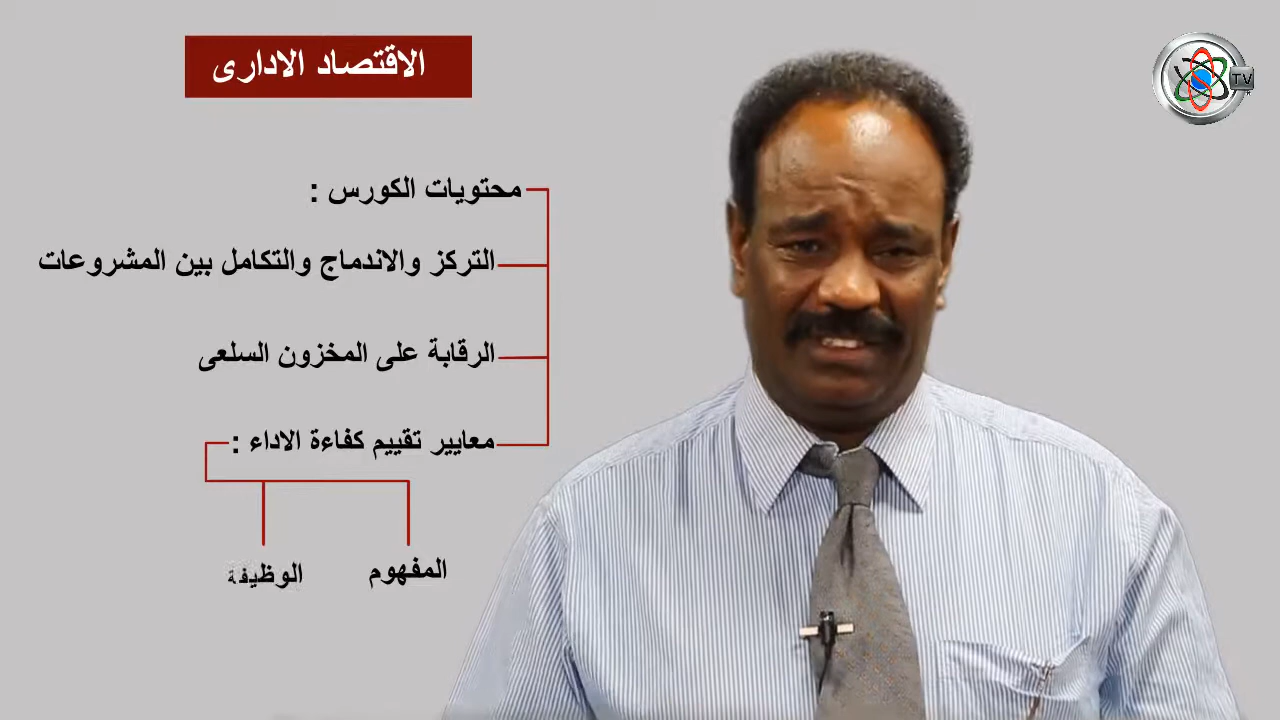 الاقتصاد الادارى
TV
محتويات الكورس :
التركز والاندماج والتكامل بين المشروعات
الرقابة على المخزون السلعى
معايير تقييم كفاءة الاداء :
المفهوم
الوظيفة